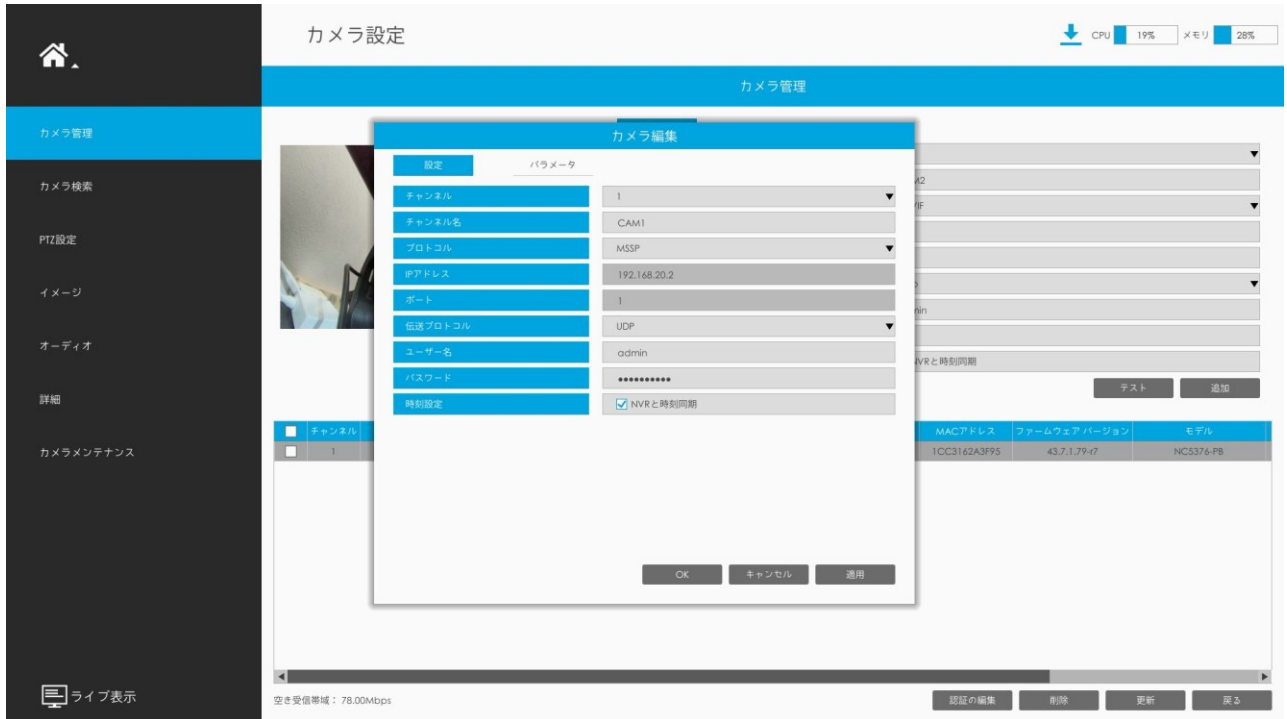 カメラ設定
CPU 19% メモリ 28%
カメラ管理
カメラ管理
カメラ検索
PTZ設定
イメージ
オーディオ
詳細
カメラメンテナンス
ライブ表示
カメラ編集
設定 パラメータ
チャンネル 1
チャンネル名 CAM1
プロトコル MSSP
IPアドレス 192.168.20.2
ポート 1
伝送プロトコル UDP
ユーザー名 admin
パスワード ●●●●●●●●●●
時刻設定 NVRと時刻同期
OK キャンセル 適用
M2
VIF
min
NVRと時刻同期
テスト 追加
チャンネル MACアドレス ファームウェア バージョン モデル
1 1CC3162A3F95 43.7.1.79-r7 NC5376-PB
空き受信帯域： 78.00Mbps
認証の編集 削除 更新 戻る